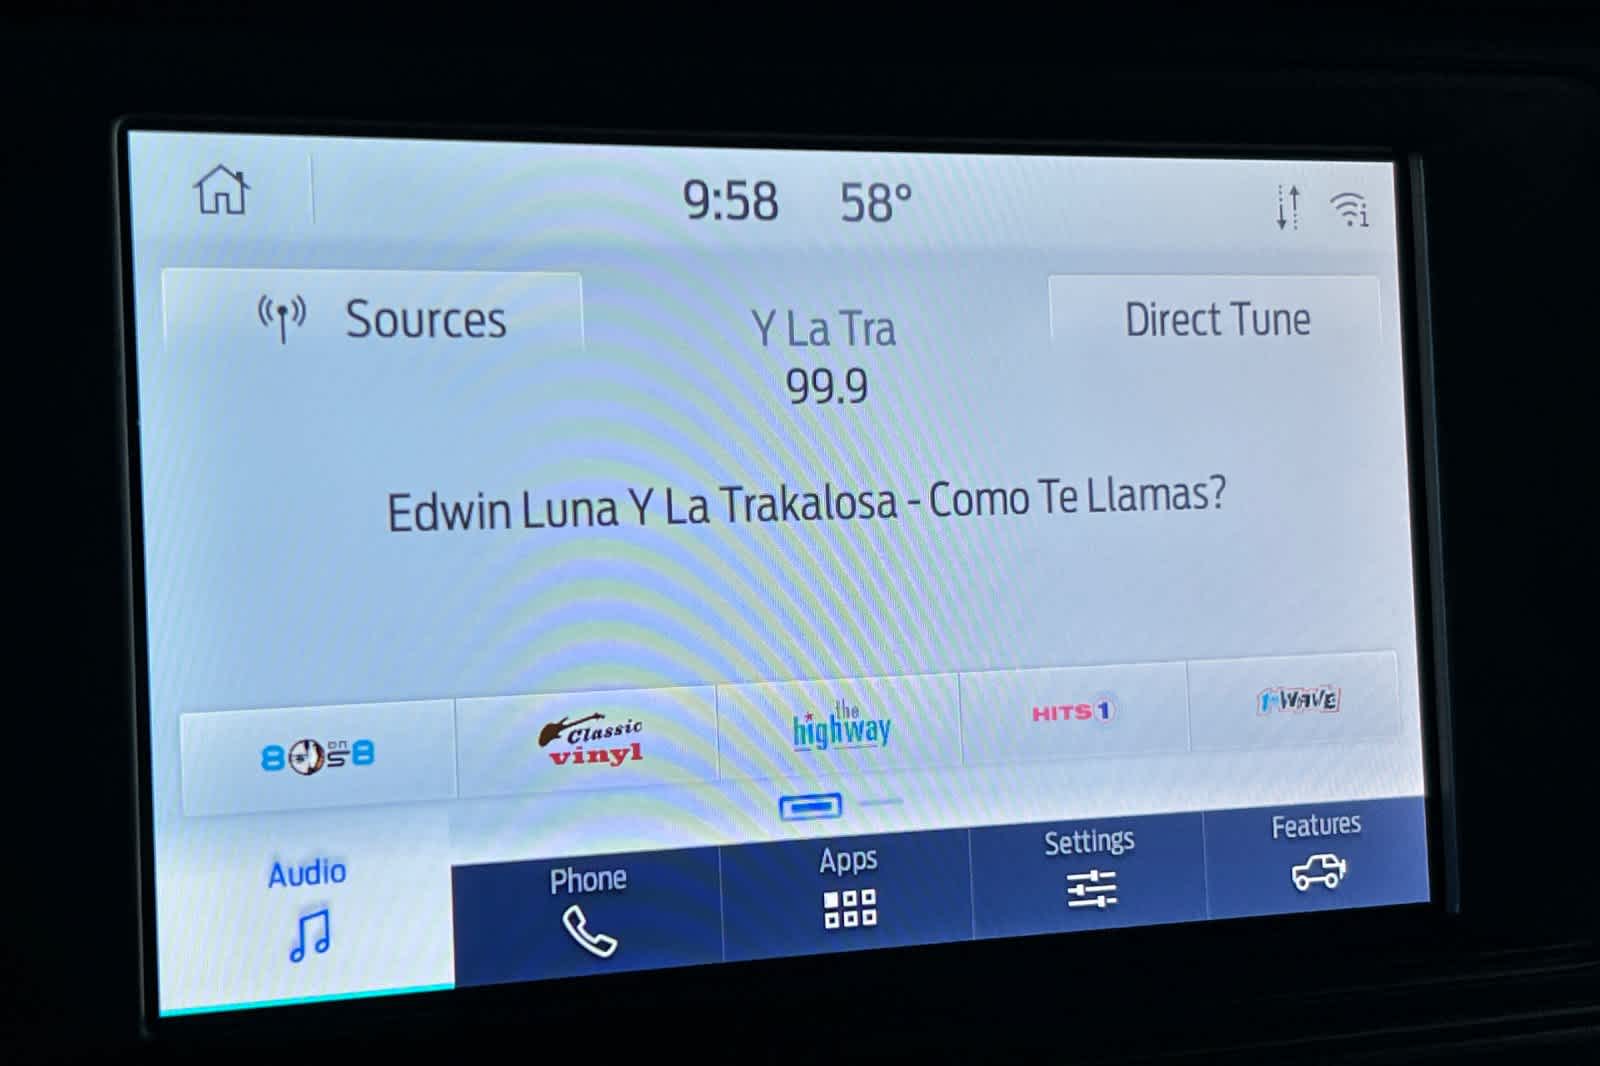 9:58 58°
Sources
Y La Tra
Direct Tune
99.9
Edwin Luna Y La Trakalosa - Como Te Llamas?
80s on 8
Classic vinyl
the highway
HITS 1
1st WAVE
Audio
Phone
Apps
Settings
Features